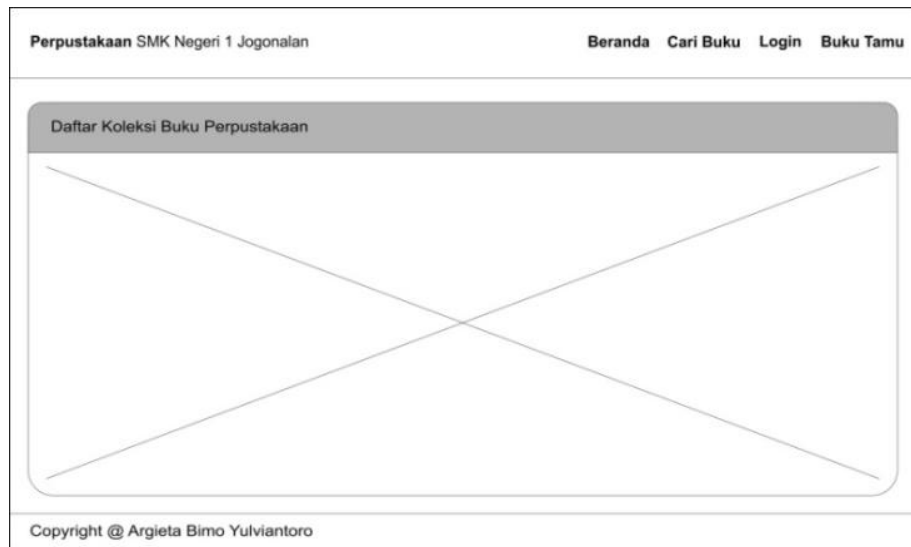 Perpustakaan SMK Negeri 1 Jogonalan
Beranda Cari Buku Login Buku Tamu
Daftar Koleksi Buku Perpustakaan
Copyright @ Argieta Bimo Yulviantoro